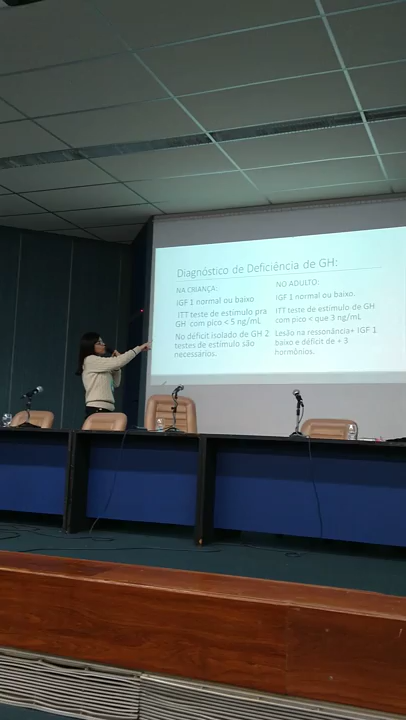 Diagnóstico de Deficiência de GH:
NA CRIANÇA:
IGF 1 normal ou baixo
ITT teste de estimulo pra
GH com pico < 5 ng/mL
No déficit isolado de GH 2
testes de estímulo são
necessários.
NO ADULTO:
IGF 1 normal ou baixo.
ITT teste de estimulo de GH
com pico < que 3 ng/mL
Lesão na ressonância+ IGF 1
baixo e déficit de + 3
hormônios.